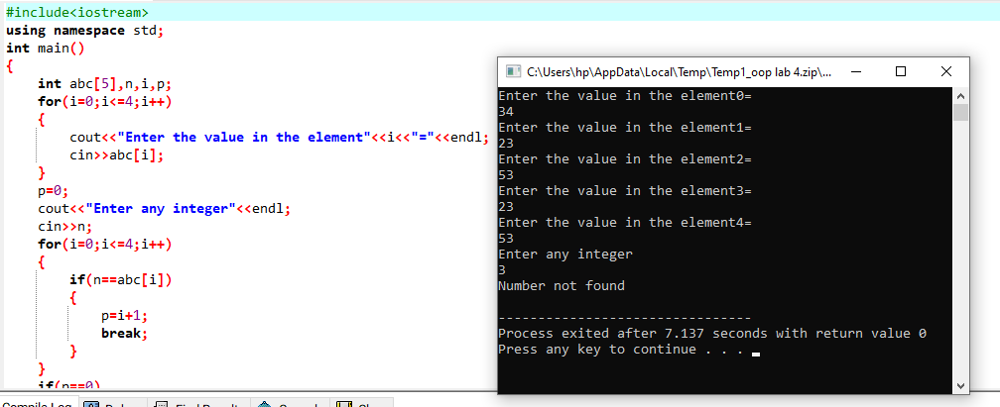 #include<iostream>
using namespace std;
int main()
{
int abc[5],n,i,p;
for(i=0;i<=4;i++)
{
cout<<"Enter the value in the element"<<i<<"="<<endl;
cin>>abc[i];
}
p=0;
cout<<"Enter any integer"<<endl;
cin>>n;
for(i=0;i<=4;i++)
{
if(n==abc[i])
{
p=i+1;
break;
}
}
if(p==0)
C:\Users\hp\AppData\Local\Temp\Temp1_oop lab 4.zip\...
Enter the value in the element0=
34
Enter the value in the element1=
23
Enter the value in the element2=
53
Enter the value in the element3=
23
Enter the value in the element4=
53
Enter any integer
3
Number not found
--------------------------------
Process exited after 7.137 seconds with return value 0
Press any key to continue . . .
Compile Log